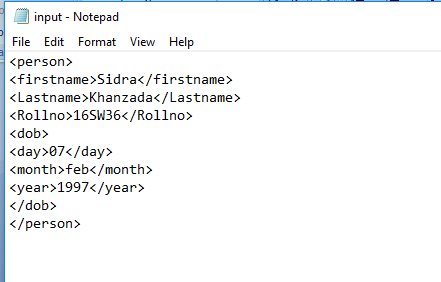 input - Notepad
File Edit Format View Help
<person>
<firstname>Sidra</firstname>
<Lastname>Khanzada</Lastname>
<Rollno>16SW36</Rollno>
<dob>
<day>07</day>
<month>feb</month>
<year>1997</year>
</dob>
</person>